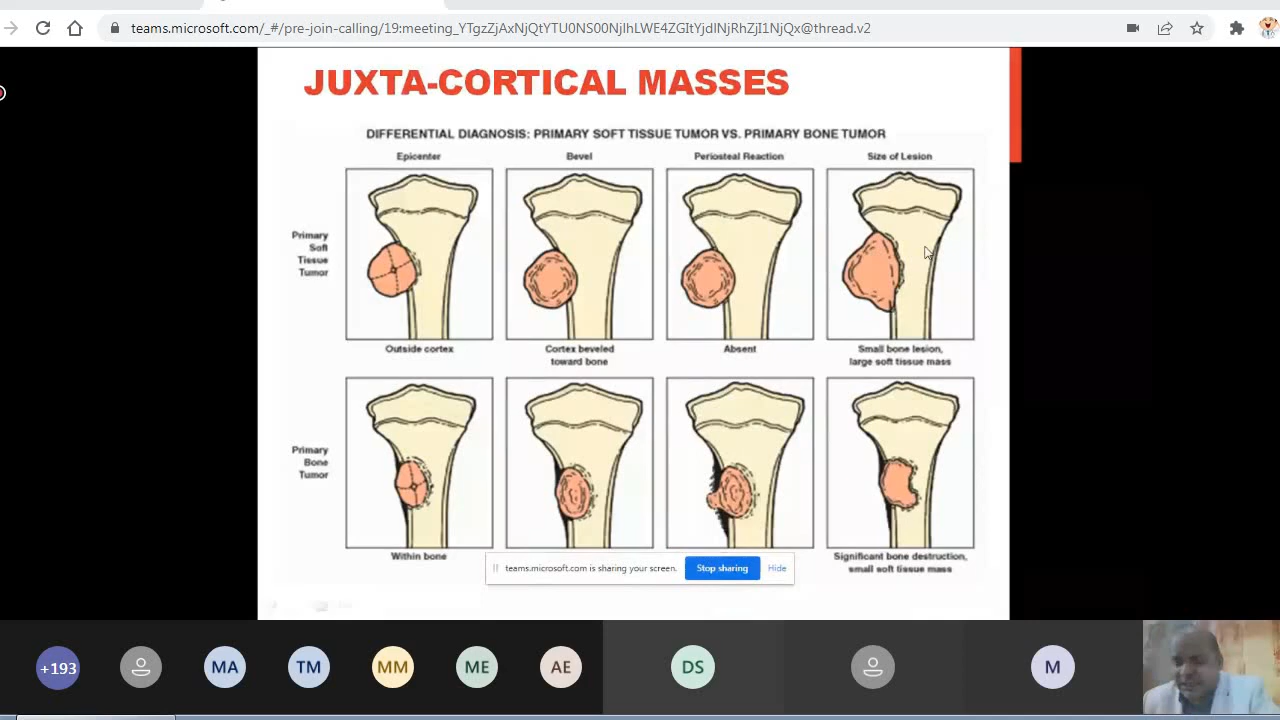 teams.microsoft.com/_#/pre-join-calling/19:meeting_YTgzZjAxNjQtYTU0NS00NjlhLWE4ZGItYjdlNjRhZjI1NjQx@thread.v2
JUXTA-CORTICAL MASSES
DIFFERENTIAL DIAGNOSIS: PRIMARY SOFT TISSUE TUMOR VS. PRIMARY BONE TUMOR
Epicenter
Bevel
Periosteal Reaction
Size of Lesion
Primary
Soft
Tissue
Tumor
Outside cortex
Cortex beveled
toward bone
Absent
Small bone lesion,
large soft tissue mass
Primary
Bone
Tumor
Within bone
Significant bone destruction,
small soft tissue mass
teams.microsoft.com is sharing your screen.
Stop sharing
Hide
+193
MA
TM
MM
ME
AE
DS
M